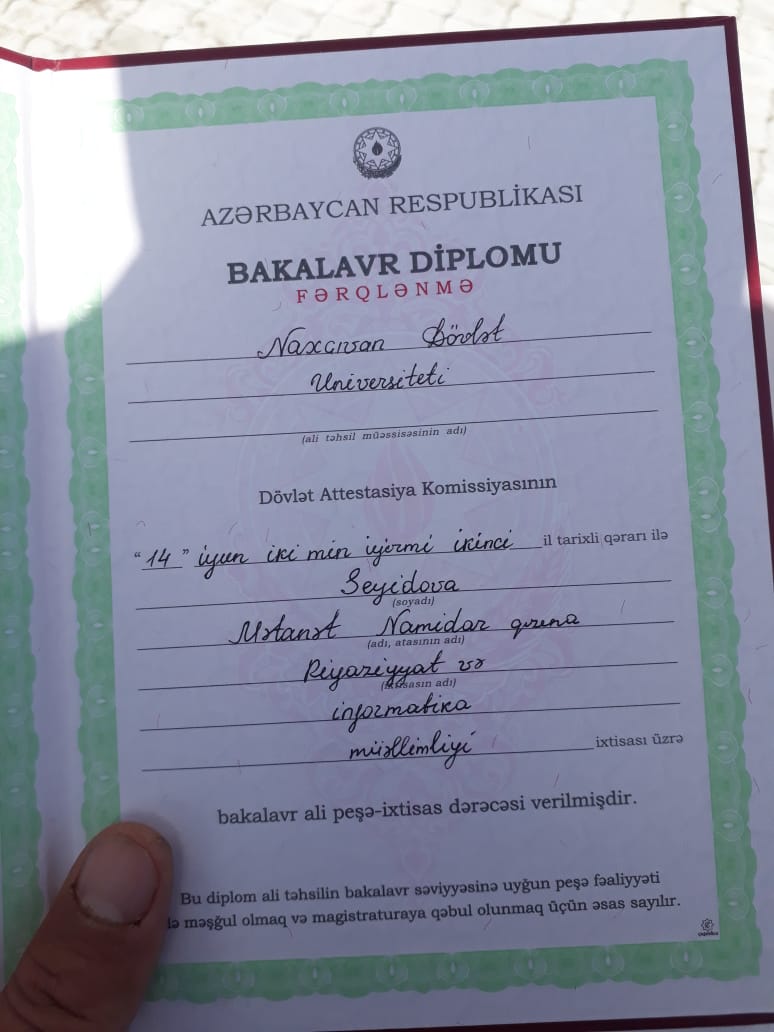 AZƏRBAYCAN RESPUBLİKASI
BAKALAVR DİPLOMU
FƏRQLƏNMƏ
Naxçıvan Dövlət
Universiteti
(ali təhsil müəssisəsinin adı)
Dövlət Attestasiya Komissiyasının
"14" iyun iki min iyirmi ikinci il tarixli qərarı ilə
Seyidova
(soyadı)
Mətanət Namidar qızına
(adı, atasının adı)
Riyaziyyat və
(ixtisasın adı)
informatika
müəllimliyi ixtisası üzrə
bakalavr ali peşə-ixtisas dərəcəsi verilmişdir.
Bu diplom ali təhsilin bakalavr səviyyəsinə uyğun peşə fəaliyyəti
məşğul olmaq və magistraturaya qəbul olunmaq üçün əsas sayılır.